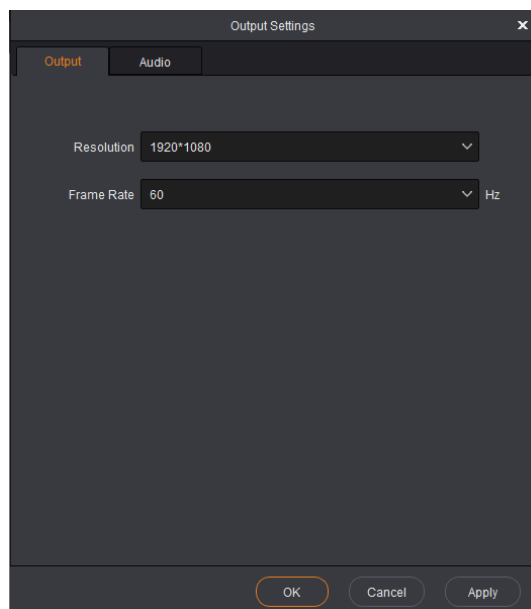 Output Settings
Output Audio
Resolution 1920*1080
Frame Rate 60 Hz
OK Cancel Apply